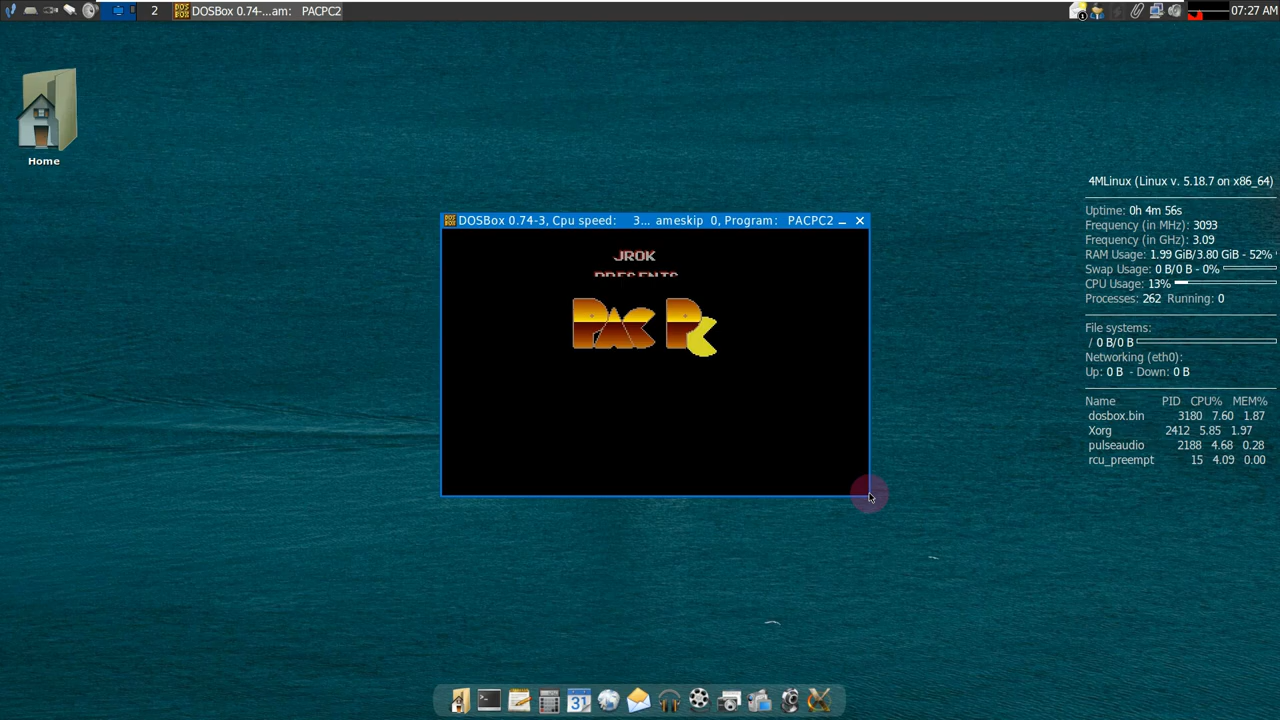 2 DOSBox 0.74-...am: PACPC2 07:27 AM
Home
DOSBox 0.74-3, Cpu speed: 3... ameskip 0, Program: PACPC2
JROK
PRESENTS
PAC PC
4MLinux (Linux v. 5.18.7 on x86_64)
Uptime: 0h 4m 56s
Frequency (in MHz): 3093
Frequency (in GHz): 3.09
RAM Usage: 1.99 GiB/3.80 GiB - 52%
Swap Usage: 0 B/0 B - 0%
CPU Usage: 13%
Processes: 262 Running: 0
File systems:
/ 0 B/0 B
Networking (eth0):
Up: 0 B - Down: 0 B
Name PID CPU% MEM%
dosbox.bin 3180 7.60 1.87
Xorg 2412 5.85 1.97
pulseaudio 2188 4.68 0.28
rcu_preempt 15 4.09 0.00
31